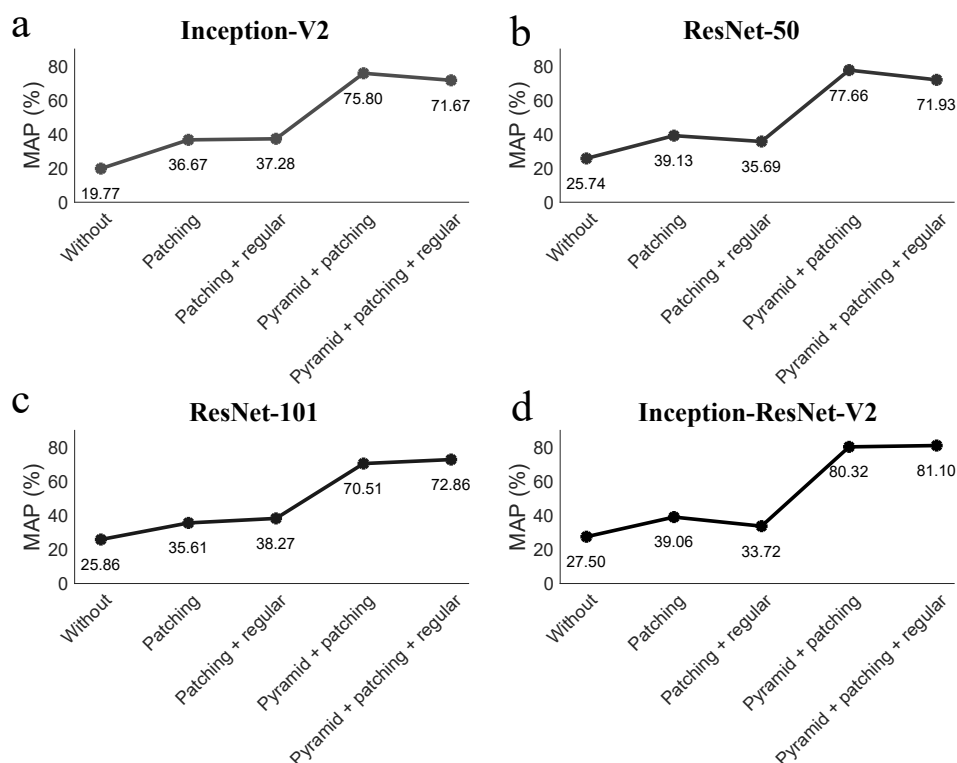 a
Inception-V2
MAP (%)
80
60
40
20
0
19.77
36.67
37.28
75.80
71.67
Without
Patching
Patching + regular
Pyramid + patching
Pyramid + patching + regular
b
ResNet-50
MAP (%)
80
60
40
20
0
25.74
39.13
35.69
77.66
71.93
Without
Patching
Patching + regular
Pyramid + patching
Pyramid + patching + regular
c
ResNet-101
MAP (%)
80
60
40
20
0
25.86
35.61
38.27
70.51
72.86
Without
Patching
Patching + regular
Pyramid + patching
Pyramid + patching + regular
d
Inception-ResNet-V2
MAP (%)
80
60
40
20
0
27.50
39.06
33.72
80.32
81.10
Without
Patching
Patching + regular
Pyramid + patching
Pyramid + patching + regular